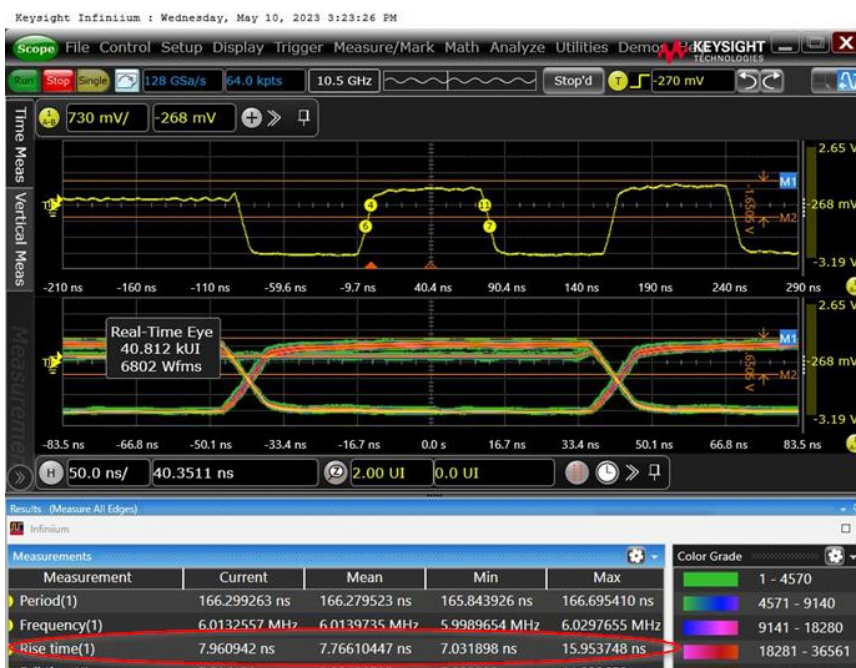 Keysight Infiniium : Wednesday, May 10, 2023 3:23:26 PM
Scope File Control Setup Display Trigger Measure/Mark Math Analyze Utilities Demos KEYSIGHT TECHNOLOGIES X
Run Stop Single 128 GSa/s 64.0 kpts 10.5 GHz Stop'd T -270 mV
Time Meas
Vertical Meas
1 A-B 730 mV/ -268 mV
2.65 V
M1
-268 mV
M2
-1.6505 V
-3.19 V
4 11
6 7
-210 ns -160 ns -110 ns -59.6 ns -9.7 ns 40.4 ns 90.4 ns 140 ns 190 ns 240 ns 290 ns
2.65 V
Real-Time Eye
40.812 kUI
6802 Wfms
M1
-268 mV
M2
-3.19 V
-83.5 ns -66.8 ns -50.1 ns -33.4 ns -16.7 ns 0.0 s 16.7 ns 33.4 ns 50.1 ns 66.8 ns 83.5 ns
H 50.0 ns/ 40.3511 ns 2.00 UI 0.0 UI
Results (Measure All Edges)
Infiniium
Measurements
Measurement Current Mean Min Max
Period(1) 166.299263 ns 166.279523 ns 165.843926 ns 166.695410 ns
Frequency(1) 6.0132557 MHz 6.0139735 MHz 5.9989654 MHz 6.0297655 MHz
Rise time(1) 7.960942 ns 7.76610447 ns 7.031898 ns 15.953748 ns
Color Grade
1 - 4570
4571 - 9140
9141 - 18280
18281 - 36561